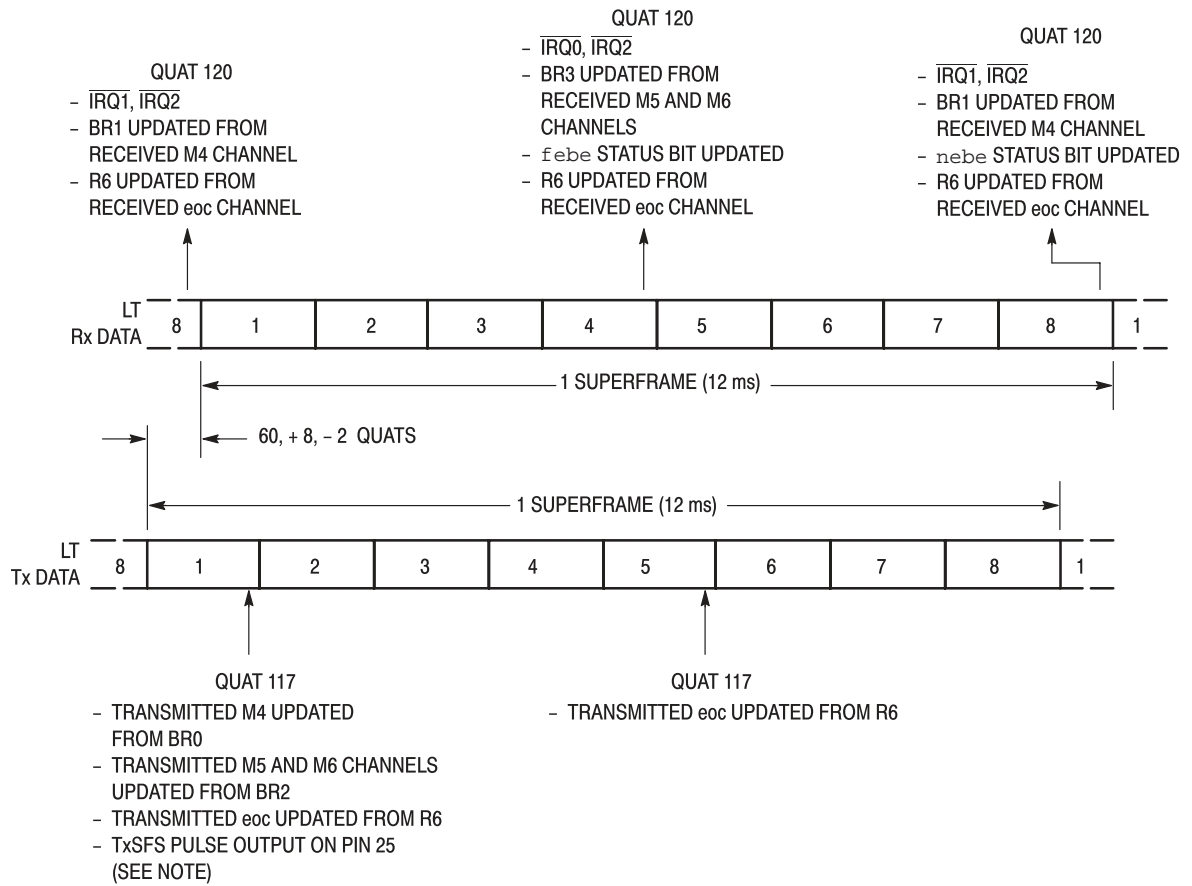 QUAT 120
– IRQ1, IRQ2
– BR1 UPDATED FROM
RECEIVED M4 CHANNEL
– R6 UPDATED FROM
RECEIVED eoc CHANNEL
QUAT 120
– IRQ0, IRQ2
– BR3 UPDATED FROM
RECEIVED M5 AND M6
CHANNELS
– febe STATUS BIT UPDATED
– R6 UPDATED FROM
RECEIVED eoc CHANNEL
QUAT 120
– IRQ1, IRQ2
– BR1 UPDATED FROM
RECEIVED M4 CHANNEL
– nebe STATUS BIT UPDATED
– R6 UPDATED FROM
RECEIVED eoc CHANNEL
LT
Rx DATA
8 1 2 3 4 5 6 7 8 1
1 SUPERFRAME (12 ms)
60, + 8, – 2 QUATS
1 SUPERFRAME (12 ms)
LT
Tx DATA
8 1 2 3 4 5 6 7 8 1
QUAT 117
– TRANSMITTED M4 UPDATED
FROM BR0
– TRANSMITTED M5 AND M6 CHANNELS
UPDATED FROM BR2
– TRANSMITTED eoc UPDATED FROM R6
– TxSFS PULSE OUTPUT ON PIN 25
(SEE NOTE)
QUAT 117
– TRANSMITTED eoc UPDATED FROM R6